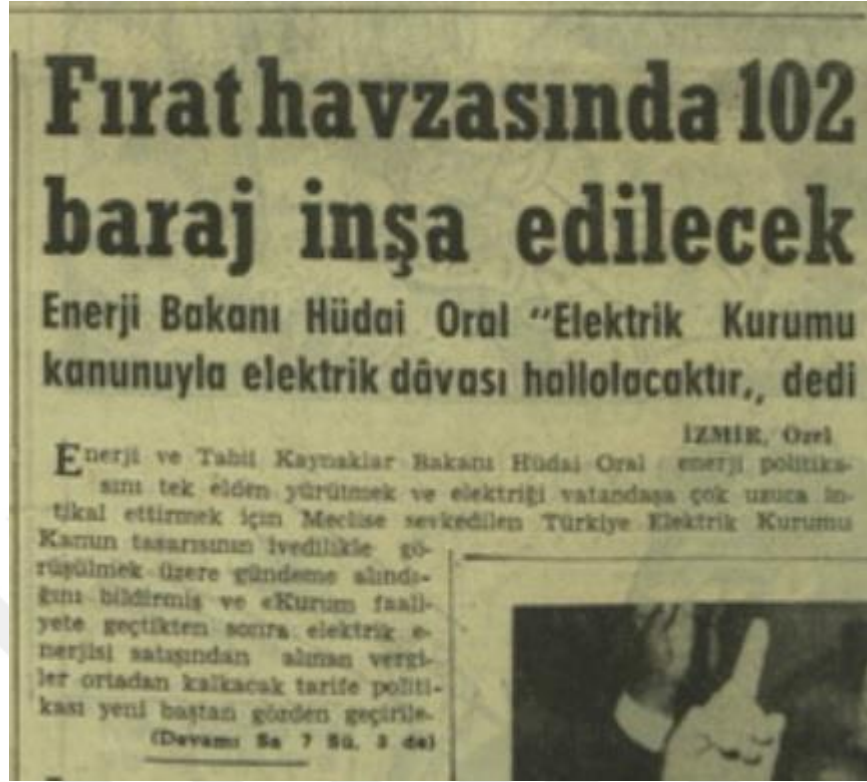 Fırat havzasında 102
baraj inşa edilecek
Enerji Bakanı Hüdai Oral "Elektrik Kurumu
kanunuyla elektrik dâvası hallolacaktır,, dedi
İZMİR, Özel
Enerji ve Tabii Kaynaklar Bakanı Hüdai Oral enerji politika-
sını tek elden yürütmek ve elektriği vatandaşa çok ucuza in-
tikal ettirmek için Meclise sevkedilen Türkiye Elektrik Kurumu
Kanun tasarısının ivedilikle gö-
rüşülmek üzere gündeme alındı-
ğını bildirmiş ve «Kurum faali-
yete geçtikten sonra elektrik e-
nerjisi satışından alınan vergi-
ler ortadan kalkacak tarife politi-
kası yeni baştan gözden geçirile-
(Devamı Sa 7 Sü. 3 de)